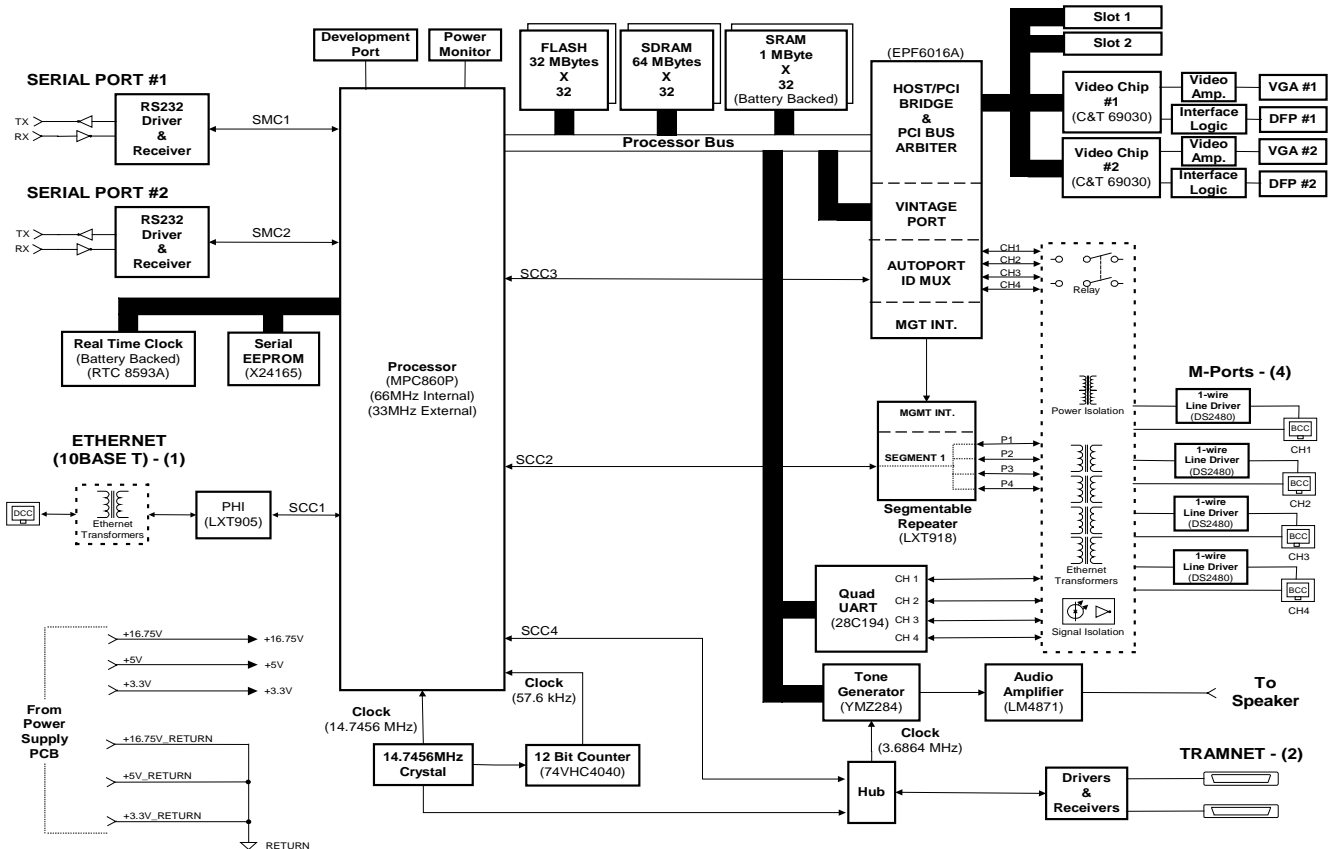 Development
Port
Power
Monitor
FLASH
32 MBytes
X
32
SDRAM
64 MBytes
X
32
SRAM
1 MByte
X
32
(Battery Backed)
(EPF6016A)
HOST/PCI
BRIDGE
&
PCI BUS
ARBITER
VINTAGE
PORT
AUTOPORT
ID MUX
MGT INT.
Slot 1
Slot 2
Video Chip
#1
(C&T 69030)
Video
Amp.
VGA #1
Interface
Logic
DFP #1
Video Chip
#2
(C&T 69030)
Video
Amp.
VGA #2
Interface
Logic
DFP #2
SERIAL PORT #1
TX
RX
RS232
Driver
&
Receiver
SMC1
SERIAL PORT #2
TX
RX
RS232
Driver
&
Receiver
SMC2
Processor Bus
Real Time Clock
(Battery Backed)
(RTC 8593A)
Serial
EEPROM
(X24165)
Processor
(MPC860P)
(66MHz Internal)
(33MHz External)
SCC3
CH1
CH2
CH3
CH4
Relay
Power Isolation
Ethernet
Transformers
Signal Isolation
MGMT INT.
SEGMENT 1
P1
P2
P3
P4
Segmentable
Repeater
(LXT918)
SCC2
M-Ports - (4)
1-wire
Line Driver
(DS2480)
BCC
CH1
1-wire
Line Driver
(DS2480)
BCC
CH2
1-wire
Line Driver
(DS2480)
BCC
CH3
1-wire
Line Driver
(DS2480)
BCC
CH4
ETHERNET
(10BASE T) - (1)
DCC
Ethernet
Transformers
PHI
(LXT905)
SCC1
Quad
UART
(28C194)
CH 1
CH 2
CH 3
CH 4
SCC4
From
Power
Supply
PCB
+16.75V
+16.75V
+5V
+5V
+3.3V
+3.3V
+16.75V_RETURN
+5V_RETURN
+3.3V_RETURN
RETURN
Clock
(14.7456 MHz)
Clock
(57.6 kHz)
14.7456MHz
Crystal
12 Bit Counter
(74VHC4040)
Tone
Generator
(YMZ284)
Audio
Amplifier
(LM4871)
To
Speaker
Clock
(3.6864 MHz)
Hub
Drivers
&
Receivers
TRAMNET - (2)